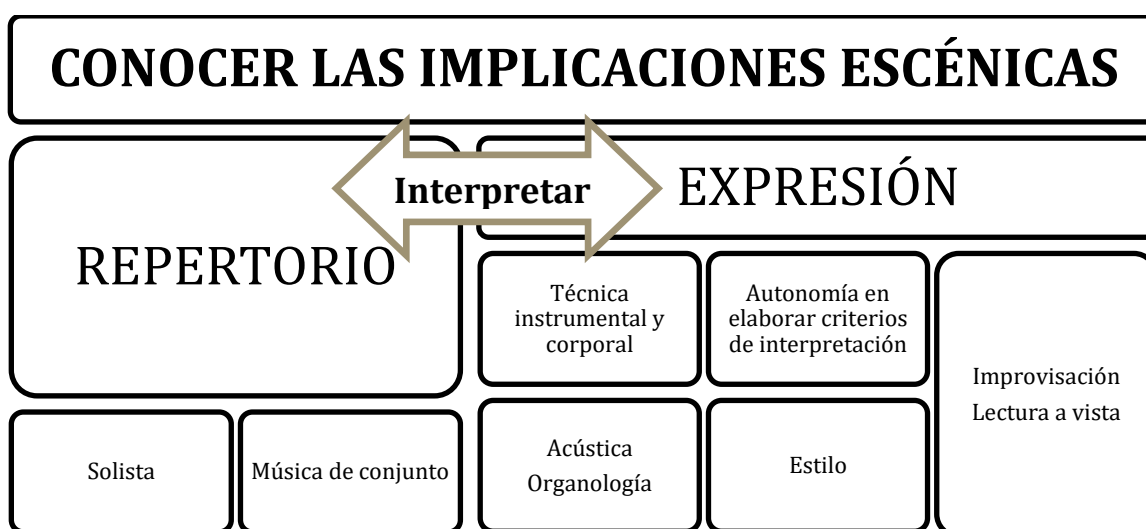 CONOCER LAS IMPLICACIONES ESCÉNICAS
Interpretar
REPERTORIO
EXPRESIÓN
Técnica
instrumental y
corporal
Autonomía en
elaborar criterios
de interpretación
Improvisación
Lectura a vista
Solista
Música de conjunto
Acústica
Organología
Estilo